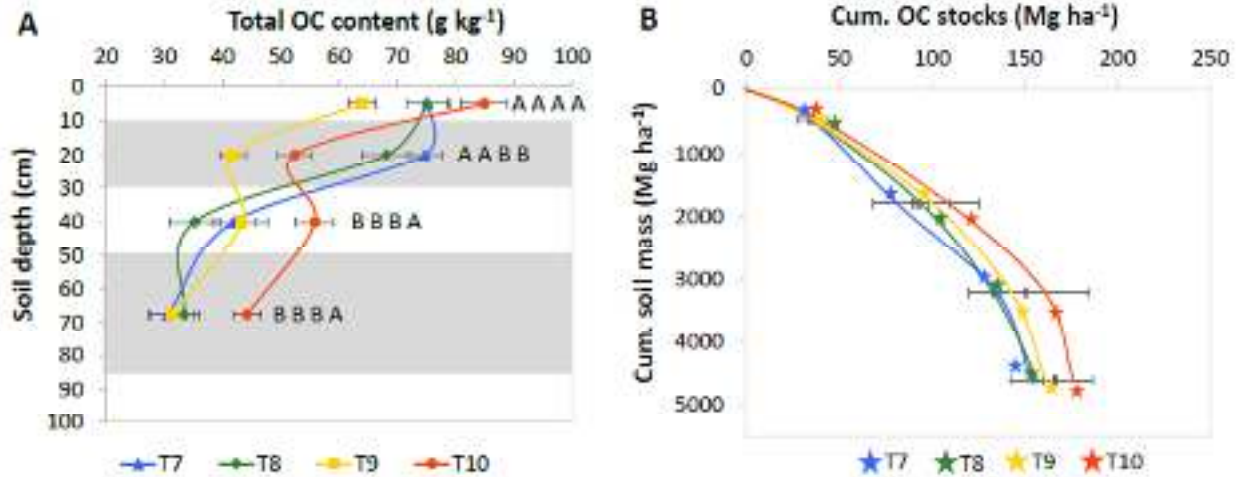 A
Total OC content (g kg⁻¹)
20 30 40 50 60 70 80 90 100
Soil depth (cm)
0
10
20
30
40
50
60
70
80
90
100
A A A A
A A B B
B B B A
B B B A
T7 T8 T9 T10
B
Cum. OC stocks (Mg ha⁻¹)
0 50 100 150 200 250
Cum. soil mass (Mg ha⁻¹)
0
1000
2000
3000
4000
5000
T7 T8 T9 T10